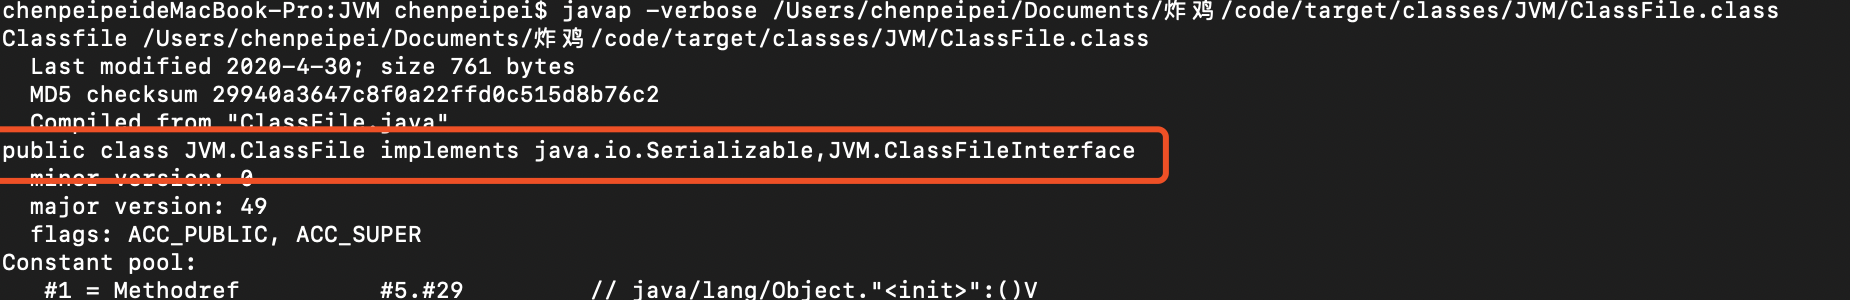 chenpeipeideMacBook-Pro:JVM chenpeipei$ javap -verbose /Users/chenpeipei/Documents/炸鸡/code/target/classes/JVM/ClassFile.class
Classfile /Users/chenpeipei/Documents/炸鸡/code/target/classes/JVM/ClassFile.class
Last modified 2020-4-30; size 761 bytes
MD5 checksum 29940a3647c8f0a22ffd0c515d8b76c2
Compiled from "ClassFile.java"
public class JVM.ClassFile implements java.io.Serializable,JVM.ClassFileInterface
minor version: 0
major version: 49
flags: ACC_PUBLIC, ACC_SUPER
Constant pool:
#1 = Methodref #5.#29 // java/lang/Object."<init>":()V